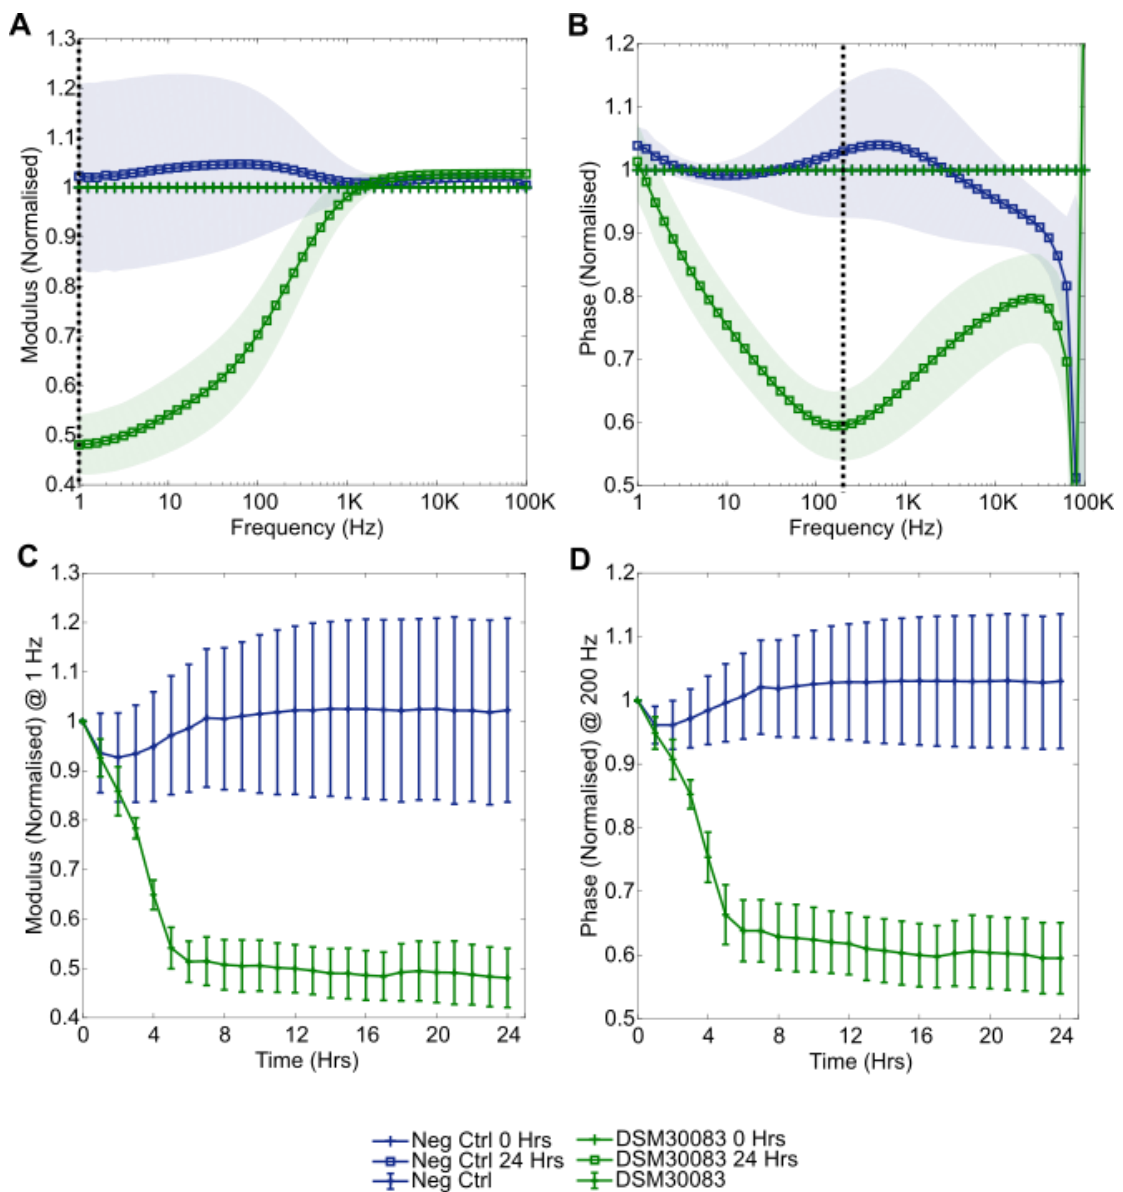 A
1.3
1.2
1.1
1
0.9
0.8
0.7
0.6
0.5
0.4
Modulus (Normalised)
1 10 100 1K 10K 100K
Frequency (Hz)
B
1.2
1.1
1
0.9
0.8
0.7
0.6
0.5
Phase (Normalised)
1 10 100 1K 10K 100K
Frequency (Hz)
C
1.3
1.2
1.1
1
0.9
0.8
0.7
0.6
0.5
0.4
Modulus (Normalised) @ 1 Hz
0 4 8 12 16 20 24
Time (Hrs)
D
1.2
1.1
1
0.9
0.8
0.7
0.6
0.5
Phase (Normalised) @ 200 Hz
0 4 8 12 16 20 24
Time (Hrs)
Neg Ctrl 0 Hrs
Neg Ctrl 24 Hrs
Neg Ctrl
DSM30083 0 Hrs
DSM30083 24 Hrs
DSM30083